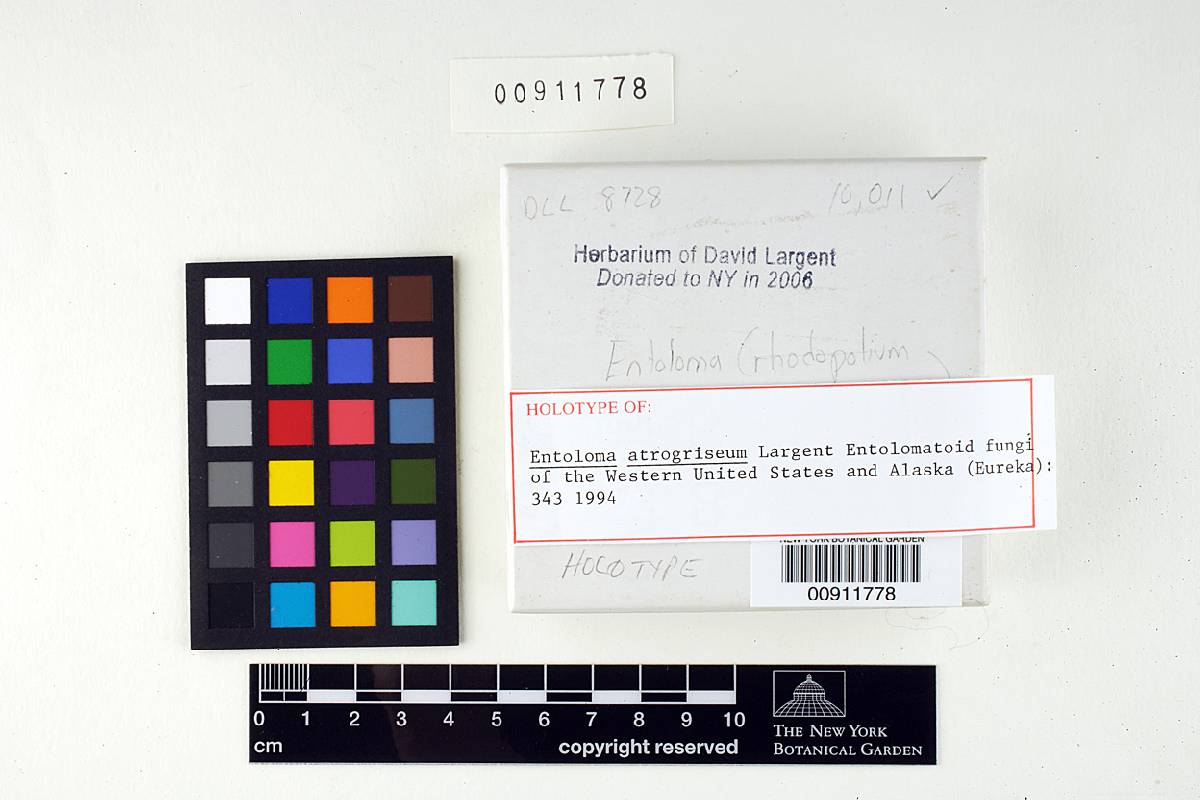 00911778
DLL 8728 10,011 ✓
Herbarium of David Largent
Donated to NY in 2006
Entoloma (rhodopolium
HOLOTYPE OF:
Entoloma atrogriseum Largent Entolomatoid fungi
of the Western United States and Alaska (Eureka):
343 1994
NEW YORK BOTANICAL GARDEN
HOLOTYPE
00911778
0 1 2 3 4 5 6 7 8 9 10
cm
copyright reserved
THE NEW YORK
BOTANICAL GARDEN